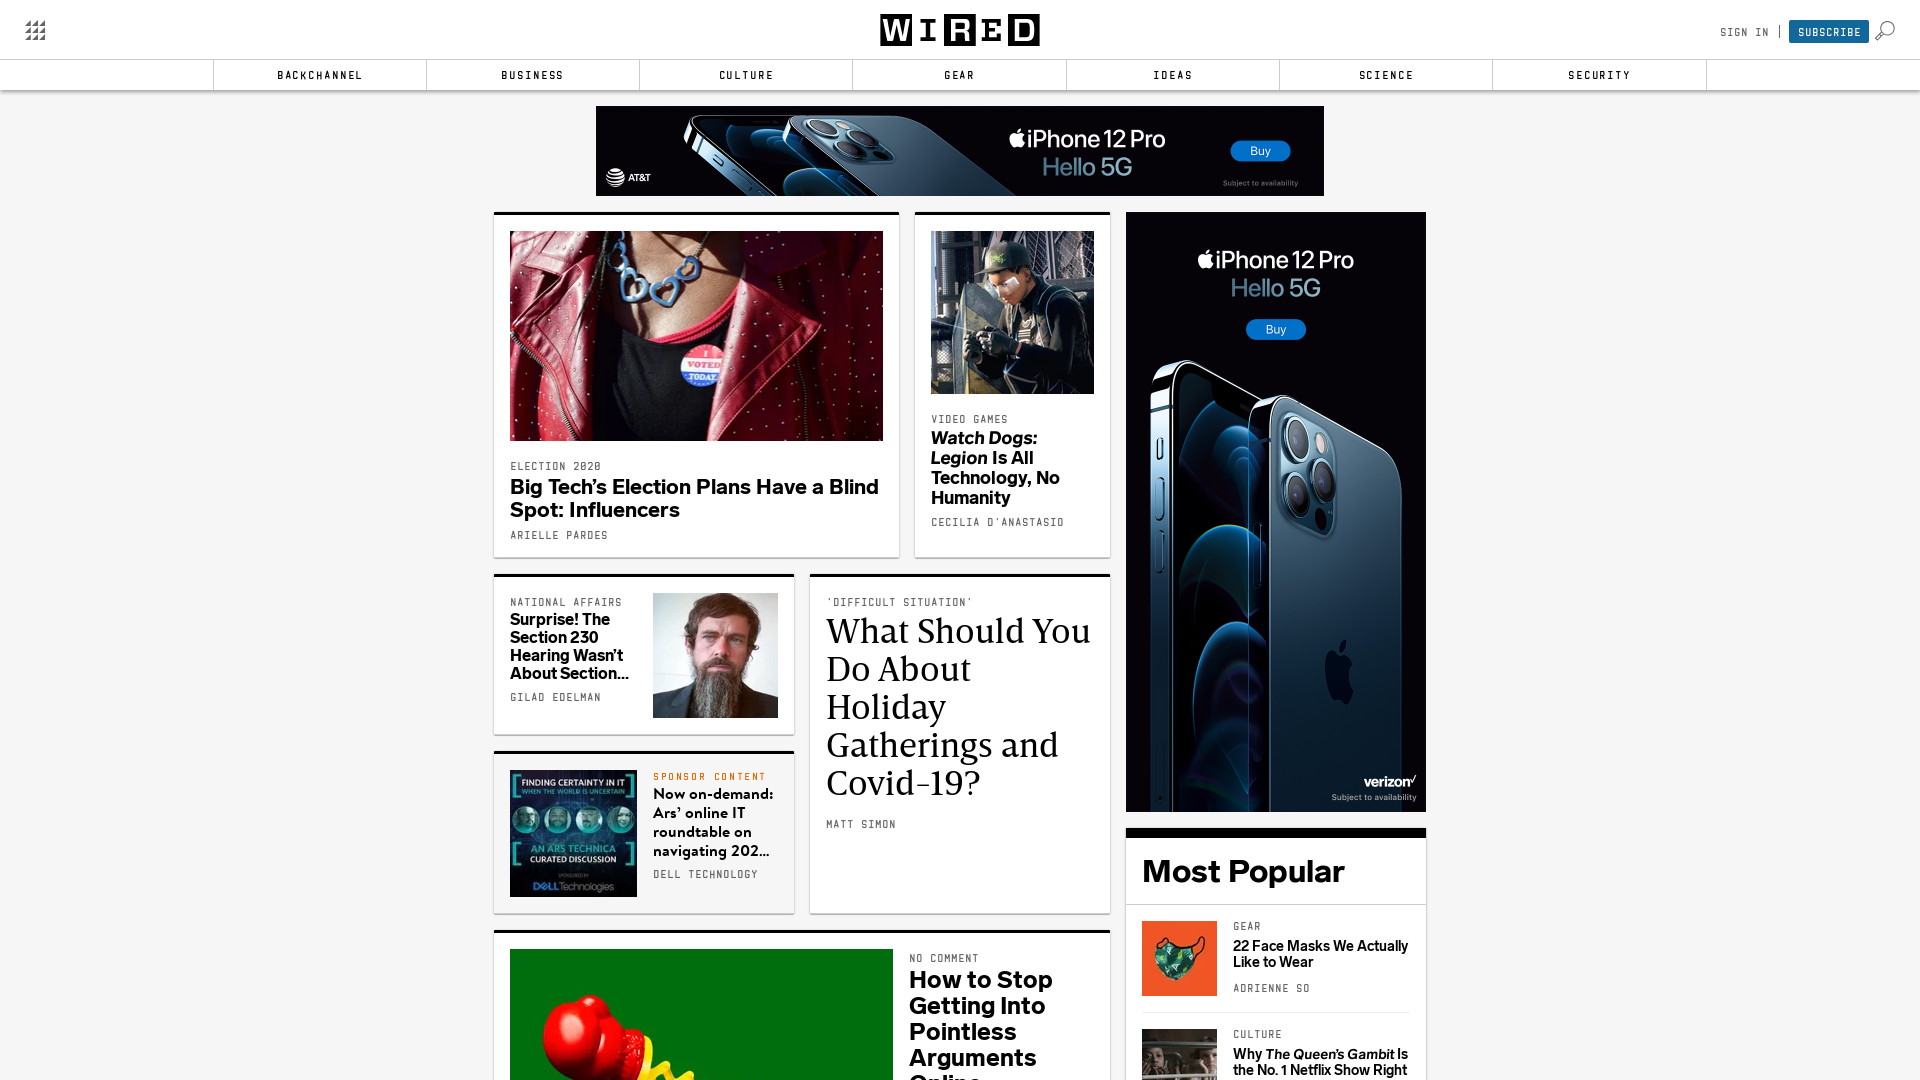 WIRED
SIGN IN
SUBSCRIBE
BACKCHANNEL
BUSINESS
CULTURE
GEAR
IDEAS
SCIENCE
SECURITY
AT&T
iPhone 12 Pro
Hello 5G
Buy
Subject to availability
I
VOTED
TODAY
ELECTION 2020
Big Tech’s Election Plans Have a Blind
Spot: Influencers
ARIELLE PARDES
VIDEO GAMES
Watch Dogs:
Legion Is All
Technology, No
Humanity
CECILIA D'ANASTASIO
iPhone 12 Pro
Hello 5G
Buy
verizon✓
Subject to availability
NATIONAL AFFAIRS
Surprise! The
Section 230
Hearing Wasn’t
About Section...
GILAD EDELMAN
'DIFFICULT SITUATION'
What Should You
Do About
Holiday
Gatherings and
Covid-19?
MATT SIMON
FINDING CERTAINTY IN IT
WHEN THE WORLD IS UNCERTAIN
AN ARS TECHNICA
CURATED DISCUSSION
SPONSORED BY
DELL Technologies
SPONSOR CONTENT
Now on-demand:
Ars’ online IT
roundtable on
navigating 202...
DELL TECHNOLOGY
NO COMMENT
How to Stop
Getting Into
Pointless
Arguments
Online
Most Popular
GEAR
22 Face Masks We Actually
Like to Wear
ADRIENNE SO
CULTURE
Why The Queen’s Gambit Is
the No. 1 Netflix Show Right